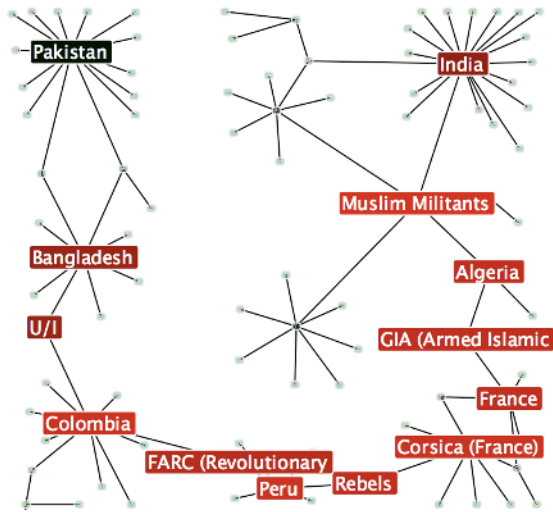 Pakistan
India
Muslim Militants
Bangladesh
Algeria
U/I
GIA (Armed Islamic
France
Colombia
Corsica (France)
FARC (Revolutionary
Rebels
Peru